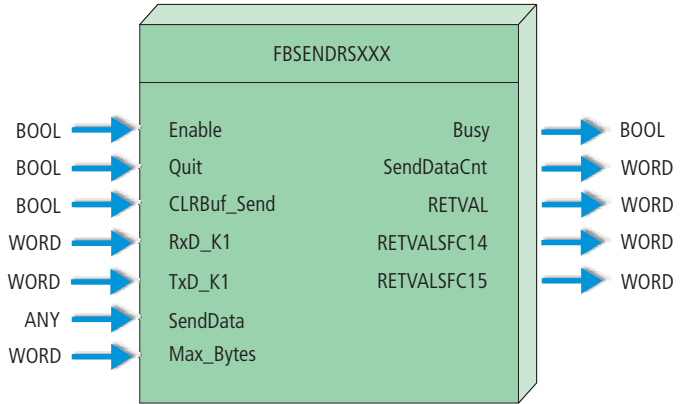 FBSENDRSXXX
BOOL Enable Busy BOOL
BOOL Quit SendDataCnt WORD
BOOL CLRBuf_Send RETVAL WORD
WORD RxD_K1 RETVALSFC14 WORD
WORD TxD_K1 RETVALSFC15 WORD
ANY SendData
WORD Max_Bytes